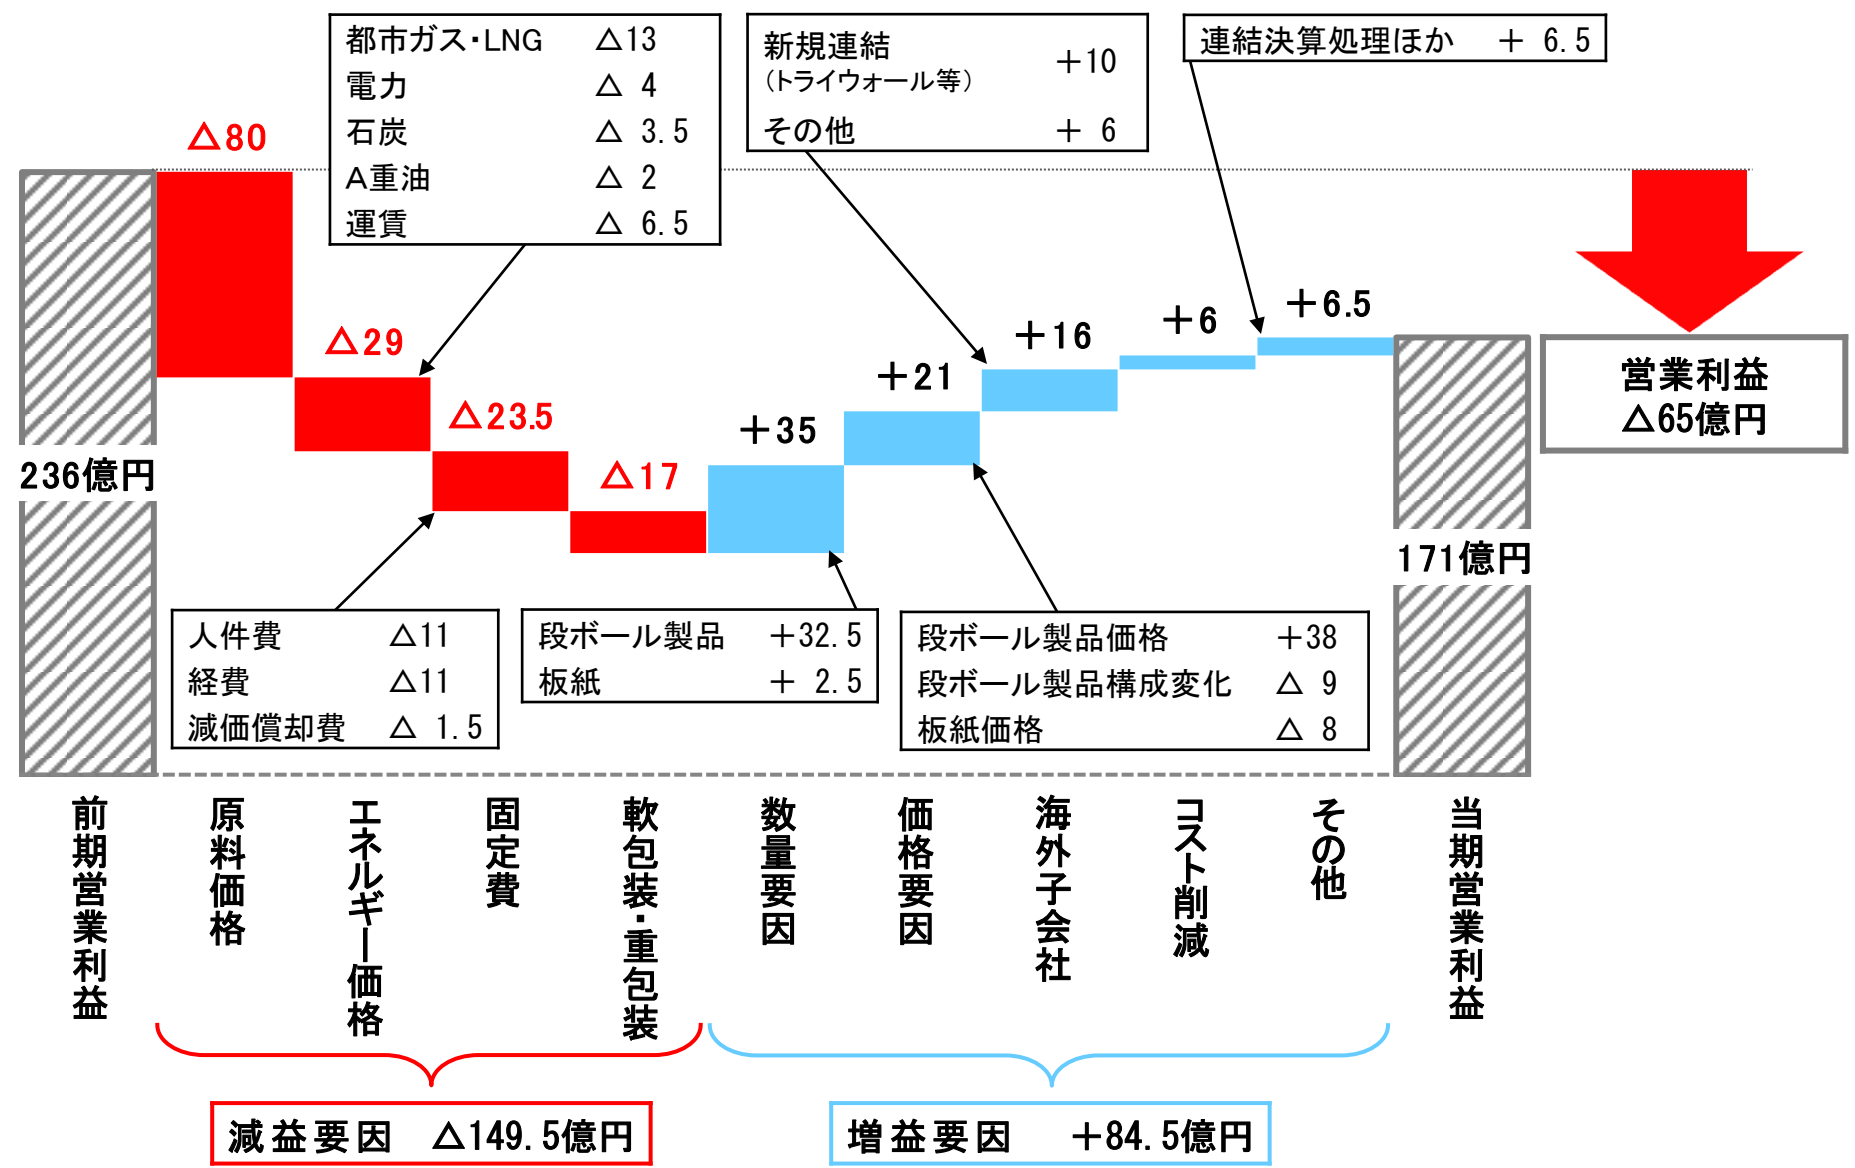 都市ガス・LNG △13
電力 △ 4
石炭 △ 3.5
A重油 △ 2
運賃 △ 6.5
新規連結
(トライウォール等) +10
その他 + 6
連結決算処理ほか + 6.5
△80
△29
△23.5
△17
+35
+21
+16
+6
+6.5
236億円
171億円
営業利益
△65億円
人件費 △11
経費 △11
減価償却費 △ 1.5
段ボール製品 +32.5
板紙 + 2.5
段ボール製品価格 +38
段ボール製品構成変化 △ 9
板紙価格 △ 8
前期営業利益
原料価格
エネルギー価格
固定費
軟包装・重包装
数量要因
価格要因
海外子会社
コスト削減
その他
当期営業利益
減益要因 △149.5億円
増益要因 +84.5億円